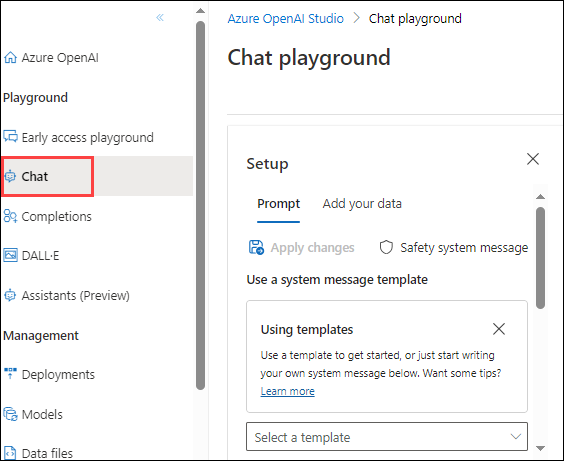 Azure OpenAI
Playground
Early access playground
Chat
Completions
DALL·E
Assistants (Preview)
Management
Deployments
Models
Data files
Azure OpenAI Studio > Chat playground
Chat playground
Setup
Prompt Add your data
Apply changes Safety system message
Use a system message template
Using templates
Use a template to get started, or just start writing
your own system message below. Want some tips?
Learn more
Select a template